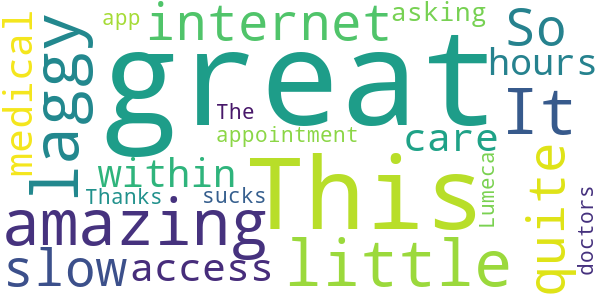 medical
laggy
app
internet
asking
So
hours
great
The
It
appointment
care
within
This
Lumeca
quite
doctors
Thanks
sucks
amazing
little
slow
access